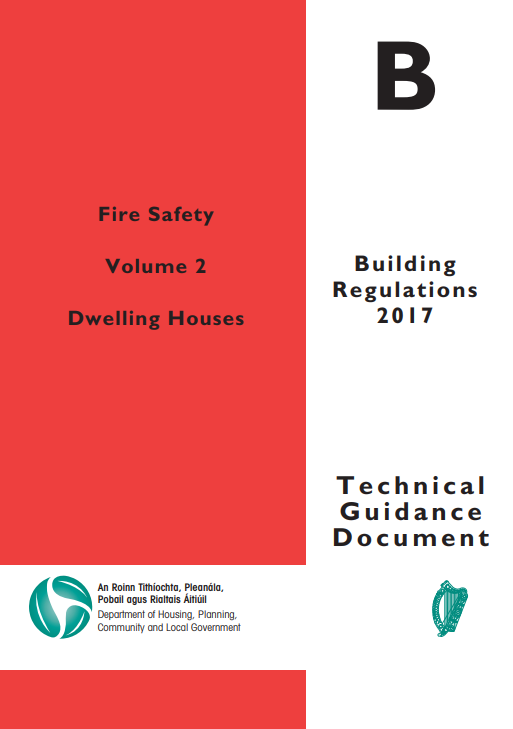 B
Fire Safety
Volume 2
Dwelling Houses
Building
Regulations
2017
Technical
Guidance
Document
An Roinn Tithíochta, Pleanála,
Pobail agus Rialtais Áitiúil
Department of Housing, Planning,
Community and Local Government